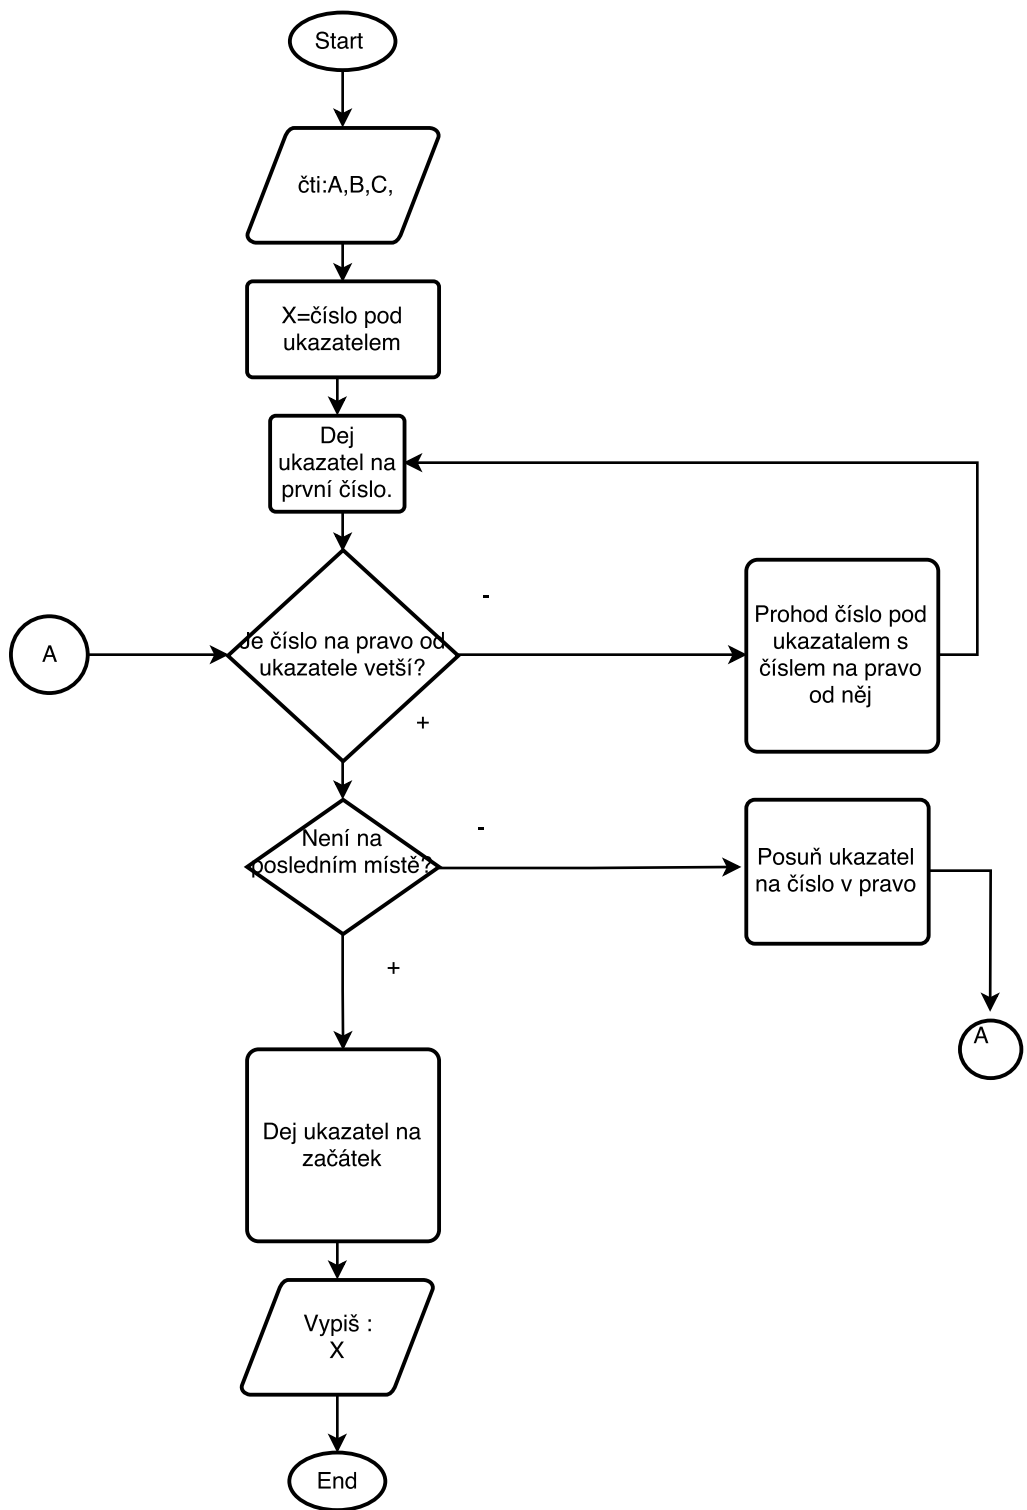 Start
čti:A,B,C,
X=číslo pod
ukazatelem
Dej
ukazatel na
první číslo.
A
Je číslo na pravo od
ukazatele vetší?
-
+
Prohod číslo pod
ukazatalem s
číslem na pravo
od něj
Není na
posledním místě?
-
+
Posuň ukazatel
na číslo v pravo
A
Dej ukazatel na
začátek
Vypiš :
X
End